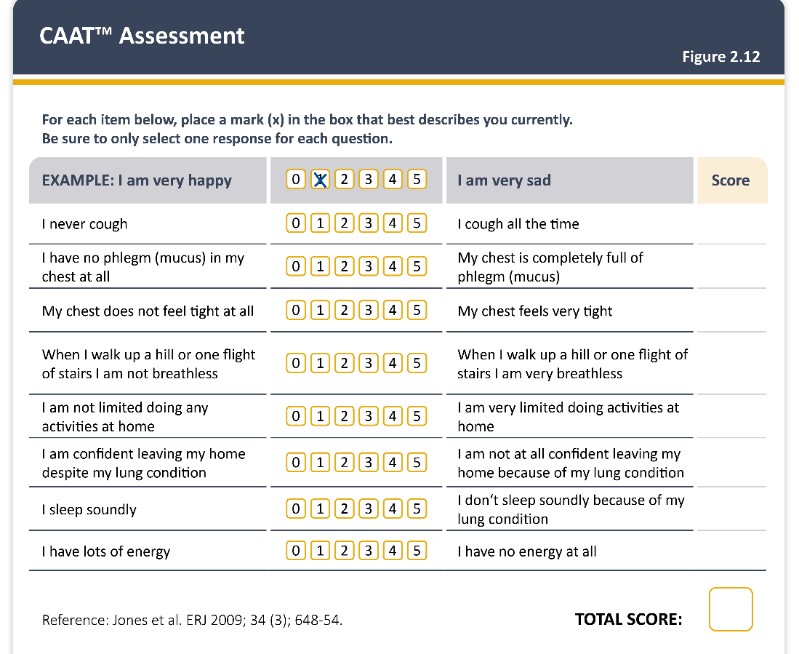 CAAT™ Assessment
Figure 2.12
For each item below, place a mark (x) in the box that best describes you currently.
Be sure to only select one response for each question.
EXAMPLE: I am very happy 0 1 2 3 4 5 I am very sad Score
I never cough 0 1 2 3 4 5 I cough all the time
I have no phlegm (mucus) in my
chest at all
0 1 2 3 4 5
My chest is completely full of
phlegm (mucus)
My chest does not feel tight at all 0 1 2 3 4 5 My chest feels very tight
When I walk up a hill or one flight
of stairs I am not breathless
0 1 2 3 4 5
When I walk up a hill or one flight of
stairs I am very breathless
I am not limited doing any
activities at home
0 1 2 3 4 5
I am very limited doing activities at
home
I am confident leaving my home
despite my lung condition
0 1 2 3 4 5
I am not at all confident leaving my
home because of my lung condition
I sleep soundly 0 1 2 3 4 5
I don't sleep soundly because of my
lung condition
I have lots of energy 0 1 2 3 4 5 I have no energy at all
Reference: Jones et al. ERJ 2009; 34 (3); 648-54.
TOTAL SCORE: